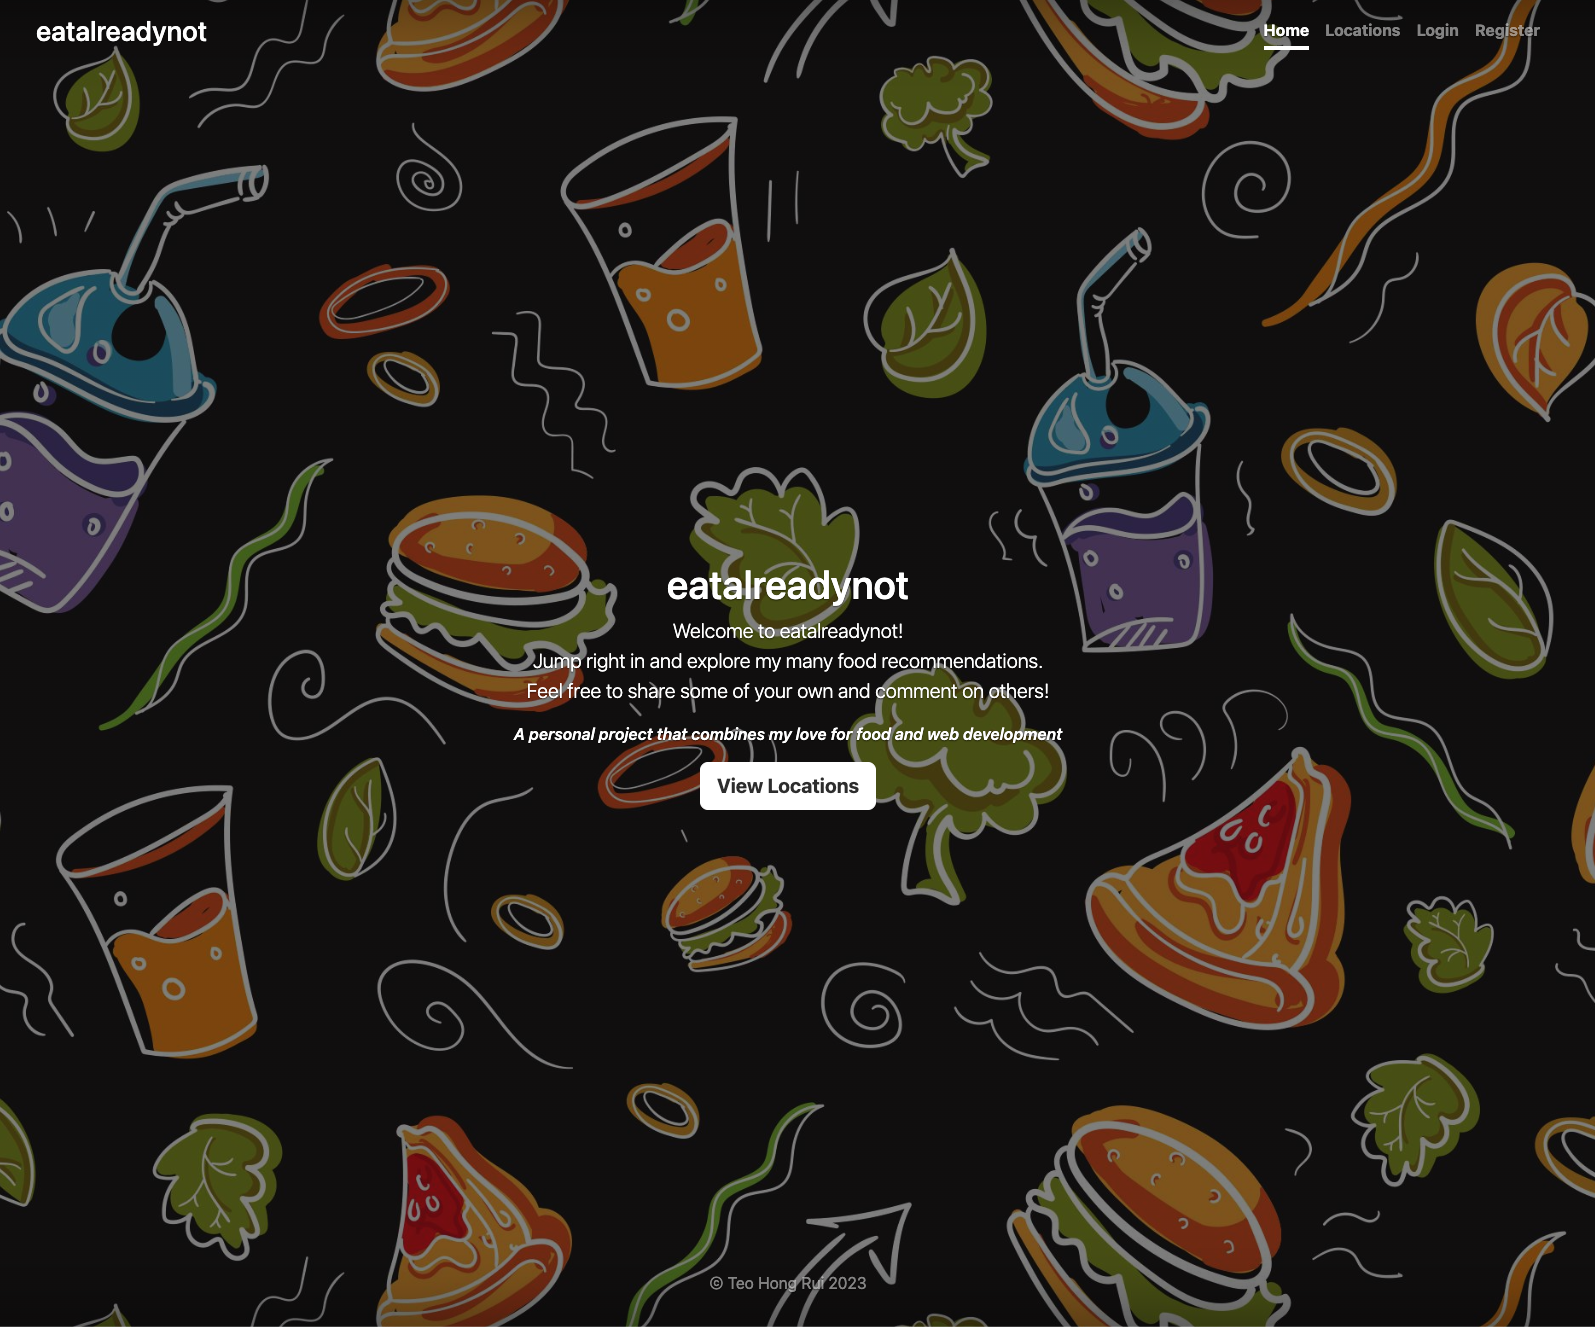 eatalreadynot
Home Locations Login Register
eatalreadynot
Welcome to eatalreadynot!
Jump right in and explore my many food recommendations.
Feel free to share some of your own and comment on others!
A personal project that combines my love for food and web development
View Locations
© Teo Hong Rui 2023